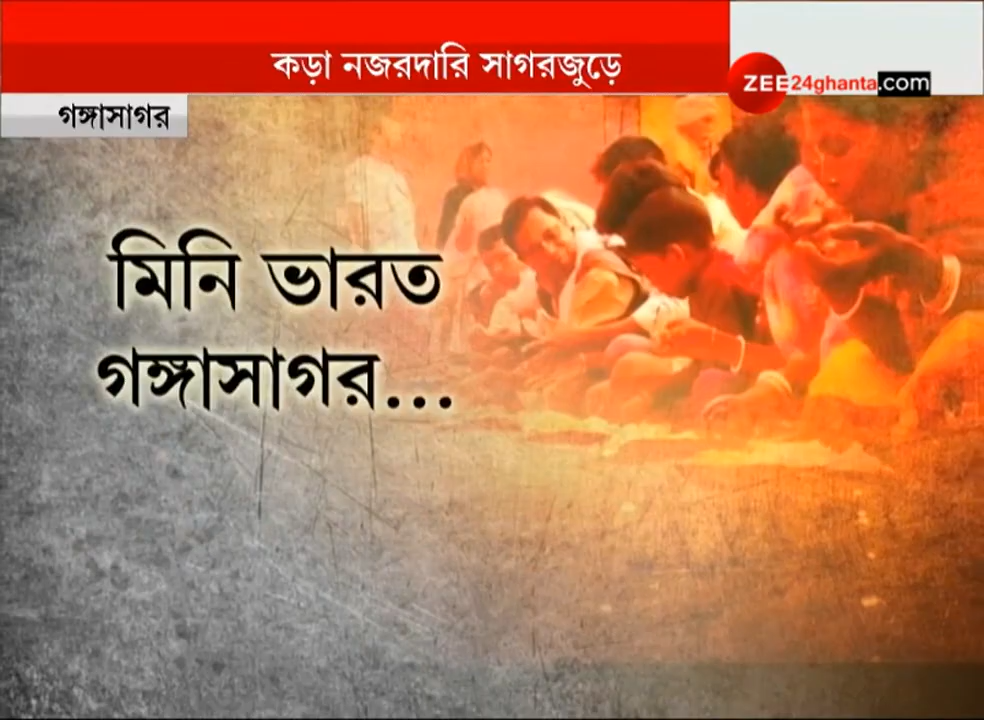 কড়া নজরদারি সাগরজুড়ে
ZEE24ghanta.com
গঙ্গাসাগর
মিনি ভারত
গঙ্গাসাগর...